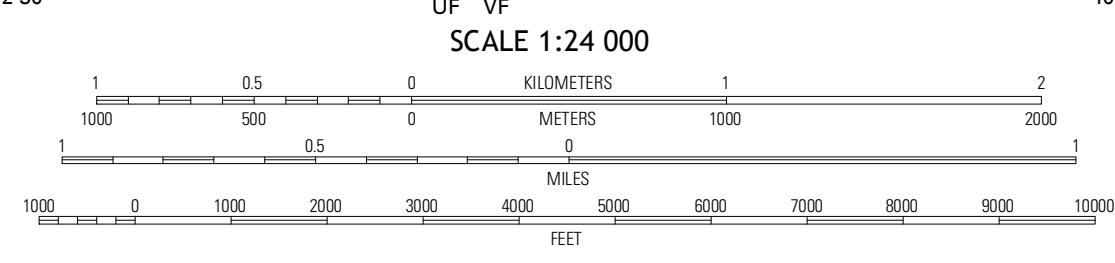 UF VF
SCALE 1:24 000
1 0.5 0 KILOMETERS 1 2
1000 500 0 METERS 1000 2000
1 0.5 0 1
MILES
1000 0 1000 2000 3000 4000 5000 6000 7000 8000 9000 10000
FEET